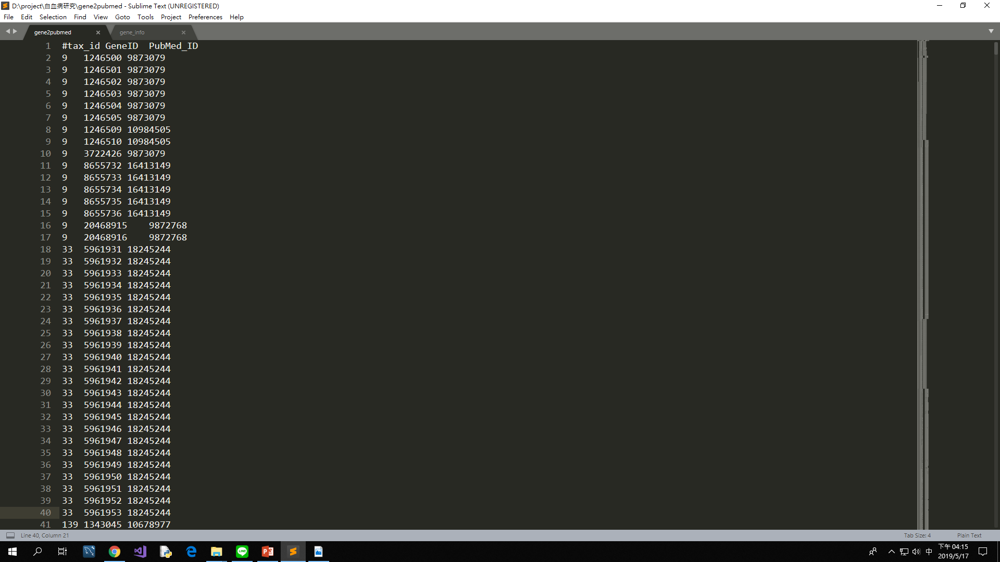 D:\project\白血病研究\gene2pubmed - Sublime Text (UNREGISTERED)
File Edit Selection Find View Goto Tools Project Preferences Help
gene2pubmed gene_info
1 #tax_id GeneID PubMed_ID
2 9 1246500 9873079
3 9 1246501 9873079
4 9 1246502 9873079
5 9 1246503 9873079
6 9 1246504 9873079
7 9 1246505 9873079
8 9 1246509 10984505
9 9 1246510 10984505
10 9 3722426 9873079
11 9 8655732 16413149
12 9 8655733 16413149
13 9 8655734 16413149
14 9 8655735 16413149
15 9 8655736 16413149
16 9 20468915 9872768
17 9 20468916 9872768
18 33 5961931 18245244
19 33 5961932 18245244
20 33 5961933 18245244
21 33 5961934 18245244
22 33 5961935 18245244
23 33 5961936 18245244
24 33 5961937 18245244
25 33 5961938 18245244
26 33 5961939 18245244
27 33 5961940 18245244
28 33 5961941 18245244
29 33 5961942 18245244
30 33 5961943 18245244
31 33 5961944 18245244
32 33 5961945 18245244
33 33 5961946 18245244
34 33 5961947 18245244
35 33 5961948 18245244
36 33 5961949 18245244
37 33 5961950 18245244
38 33 5961951 18245244
39 33 5961952 18245244
40 33 5961953 18245244
41 139 1343045 10678977
Line 40, Column 21 Tab Size: 4 Plain Text
中 下午 04:15
2019/5/17